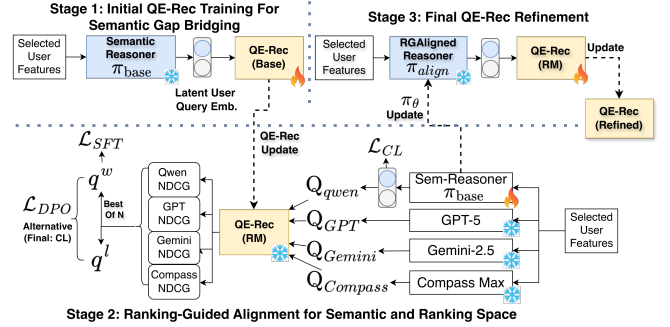 Stage 1: Initial QE-Rec Training For
Semantic Gap Bridging
Selected
User
Features
Semantic
Reasoner
π_base
Latent User
Query Emb.
QE-Rec
(Base)
Stage 3: Final QE-Rec Refinement
Selected
User
Features
RGAligned
Reasoner
π_align
QE-Rec
(RM)
Update
QE-Rec
(Refined)
QE-Rec
Update
π_θ
Update
L_SFT
q^w
L_DPO
Alternative
(Final: CL)
Best
Of N
q^l
Qwen
NDCG
GPT
NDCG
Gemini
NDCG
Compass
NDCG
QE-Rec
(RM)
L_CL
Q_qwen
Q_GPT
Q_Gemini
Q_Compass
Sem-Reasoner
π_base
GPT-5
Gemini-2.5
Compass Max
Selected
User
Features
Stage 2: Ranking-Guided Alignment for Semantic and Ranking Space